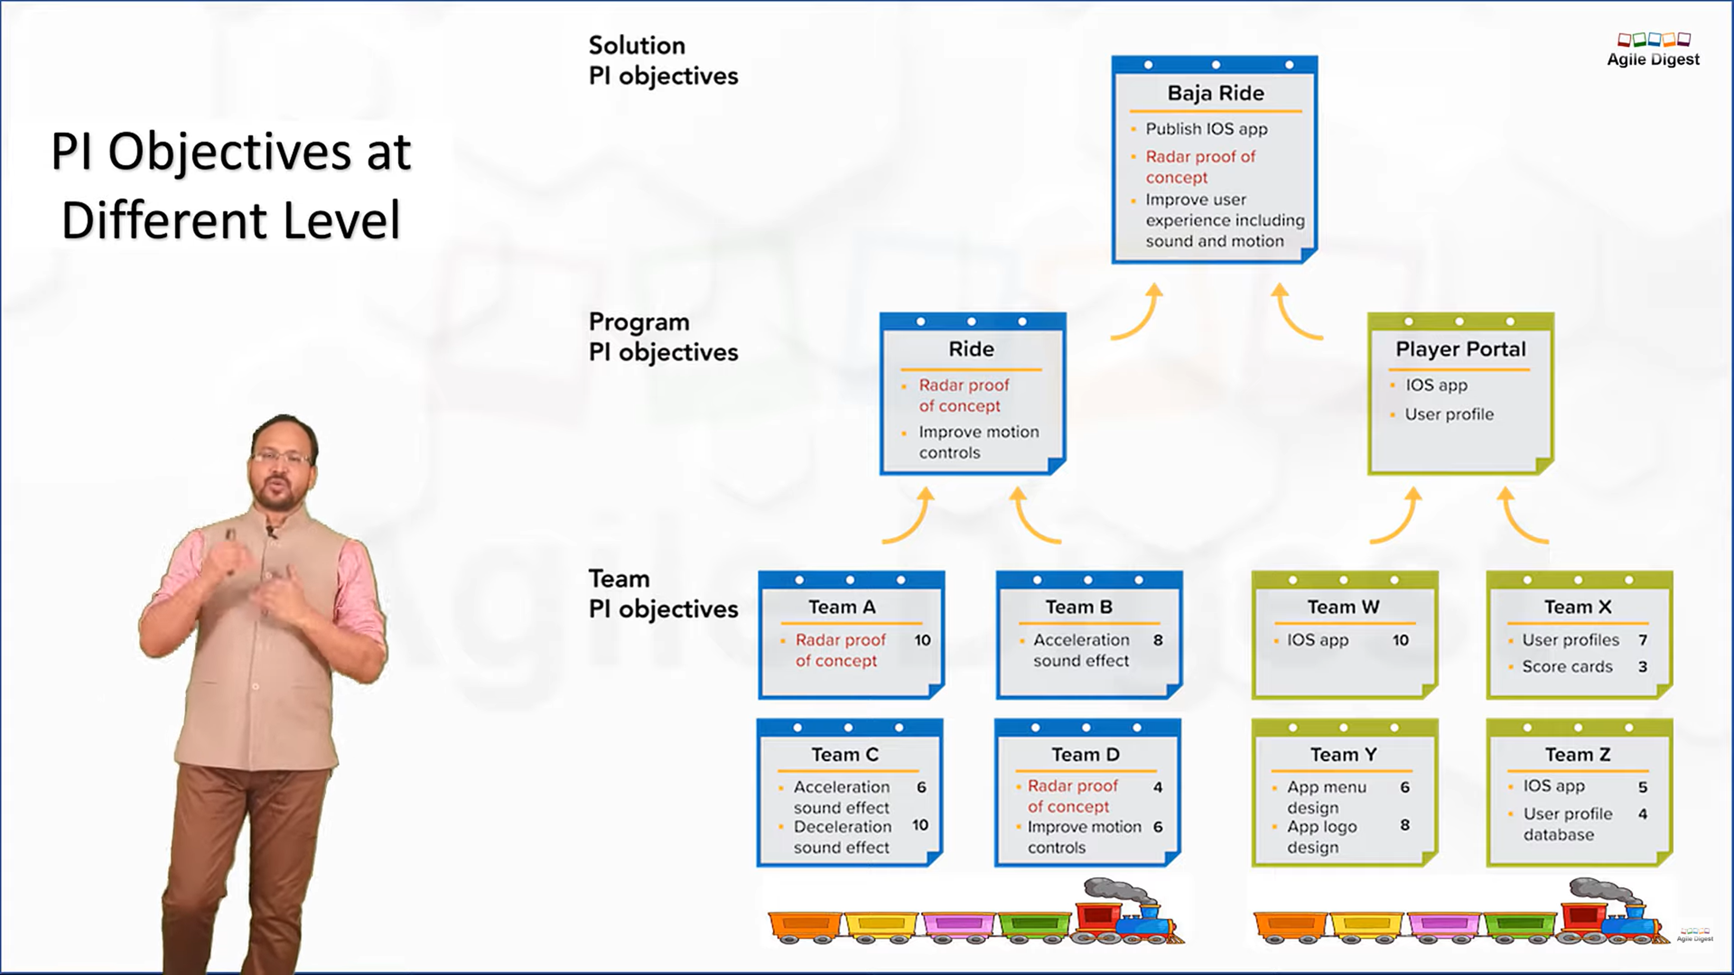 PI Objectives at
Different Level
Agile Digest
Solution
PI objectives
Baja Ride
Publish IOS app
Radar proof of
concept
Improve user
experience including
sound and motion
Program
PI objectives
Ride
Radar proof
of concept
Improve motion
controls
Player Portal
IOS app
User profile
Team
PI objectives
Team A
Radar proof 10
of concept
Team B
Acceleration 8
sound effect
Team W
IOS app 10
Team X
User profiles 7
Score cards 3
Team C
Acceleration 6
sound effect
Deceleration 10
sound effect
Team D
Radar proof 4
of concept
Improve motion 6
controls
Team Y
App menu 6
design
App logo 8
design
Team Z
IOS app 5
User profile 4
database
Agile Digest
Agile Digest